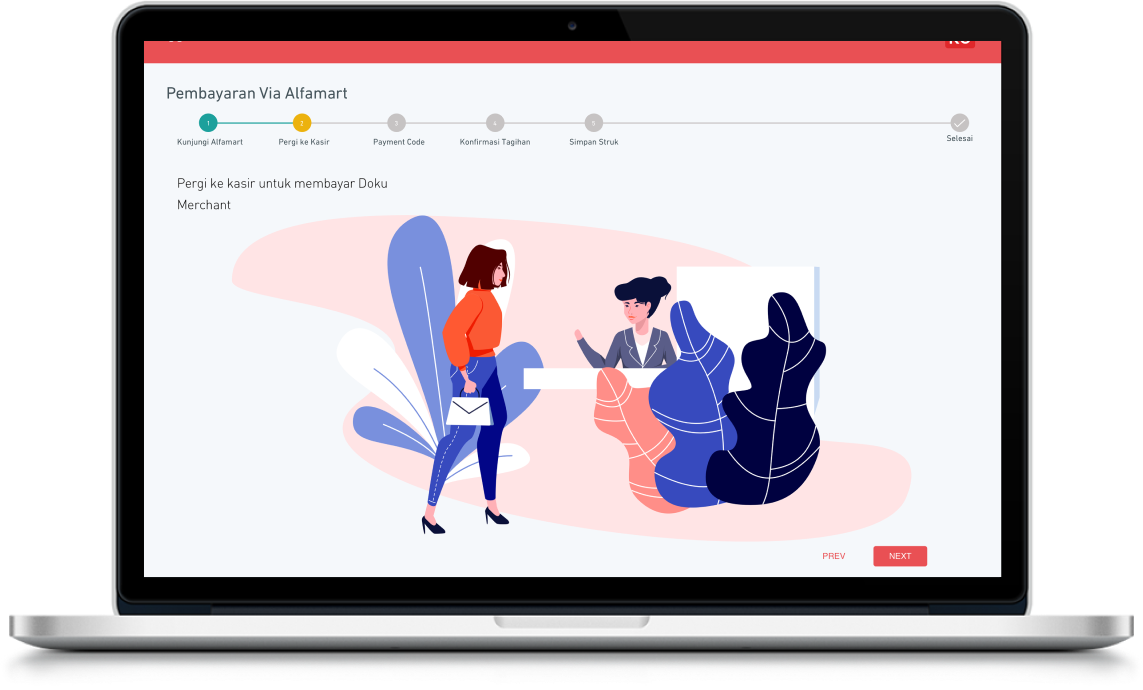 Pembayaran Via Alfamart
1
2
3
4
5
Kunjungi Alfamart
Pergi ke Kasir
Payment Code
Konfirmasi Tagihan
Simpan Struk
Selesai
Pergi ke kasir untuk membayar Doku
Merchant
PREV
NEXT